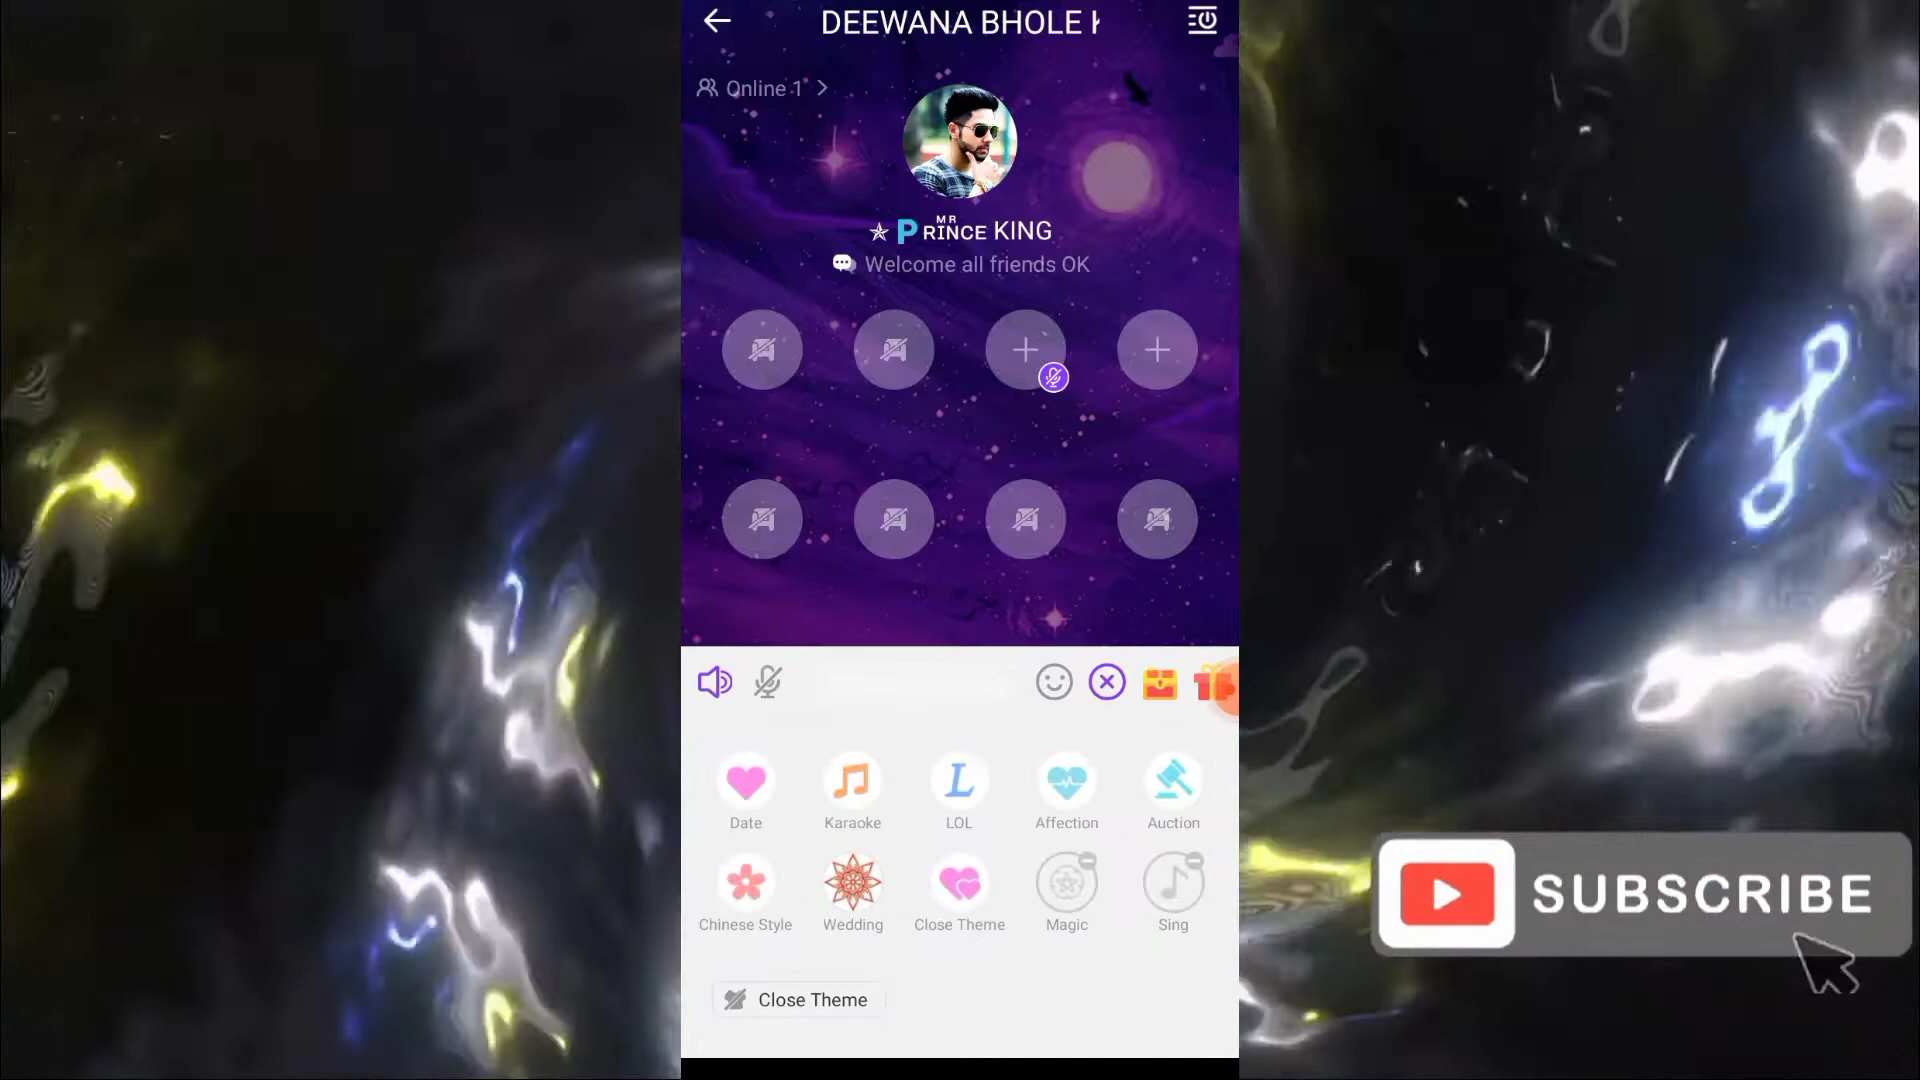 DEEWANA BHOLE
Online 1
MR
PRINCE KING
Welcome all friends OK
Date
Karaoke
L
LOL
Affection
Auction
Chinese Style
Wedding
Close Theme
Magic
Sing
Close Theme
SUBSCRIBE